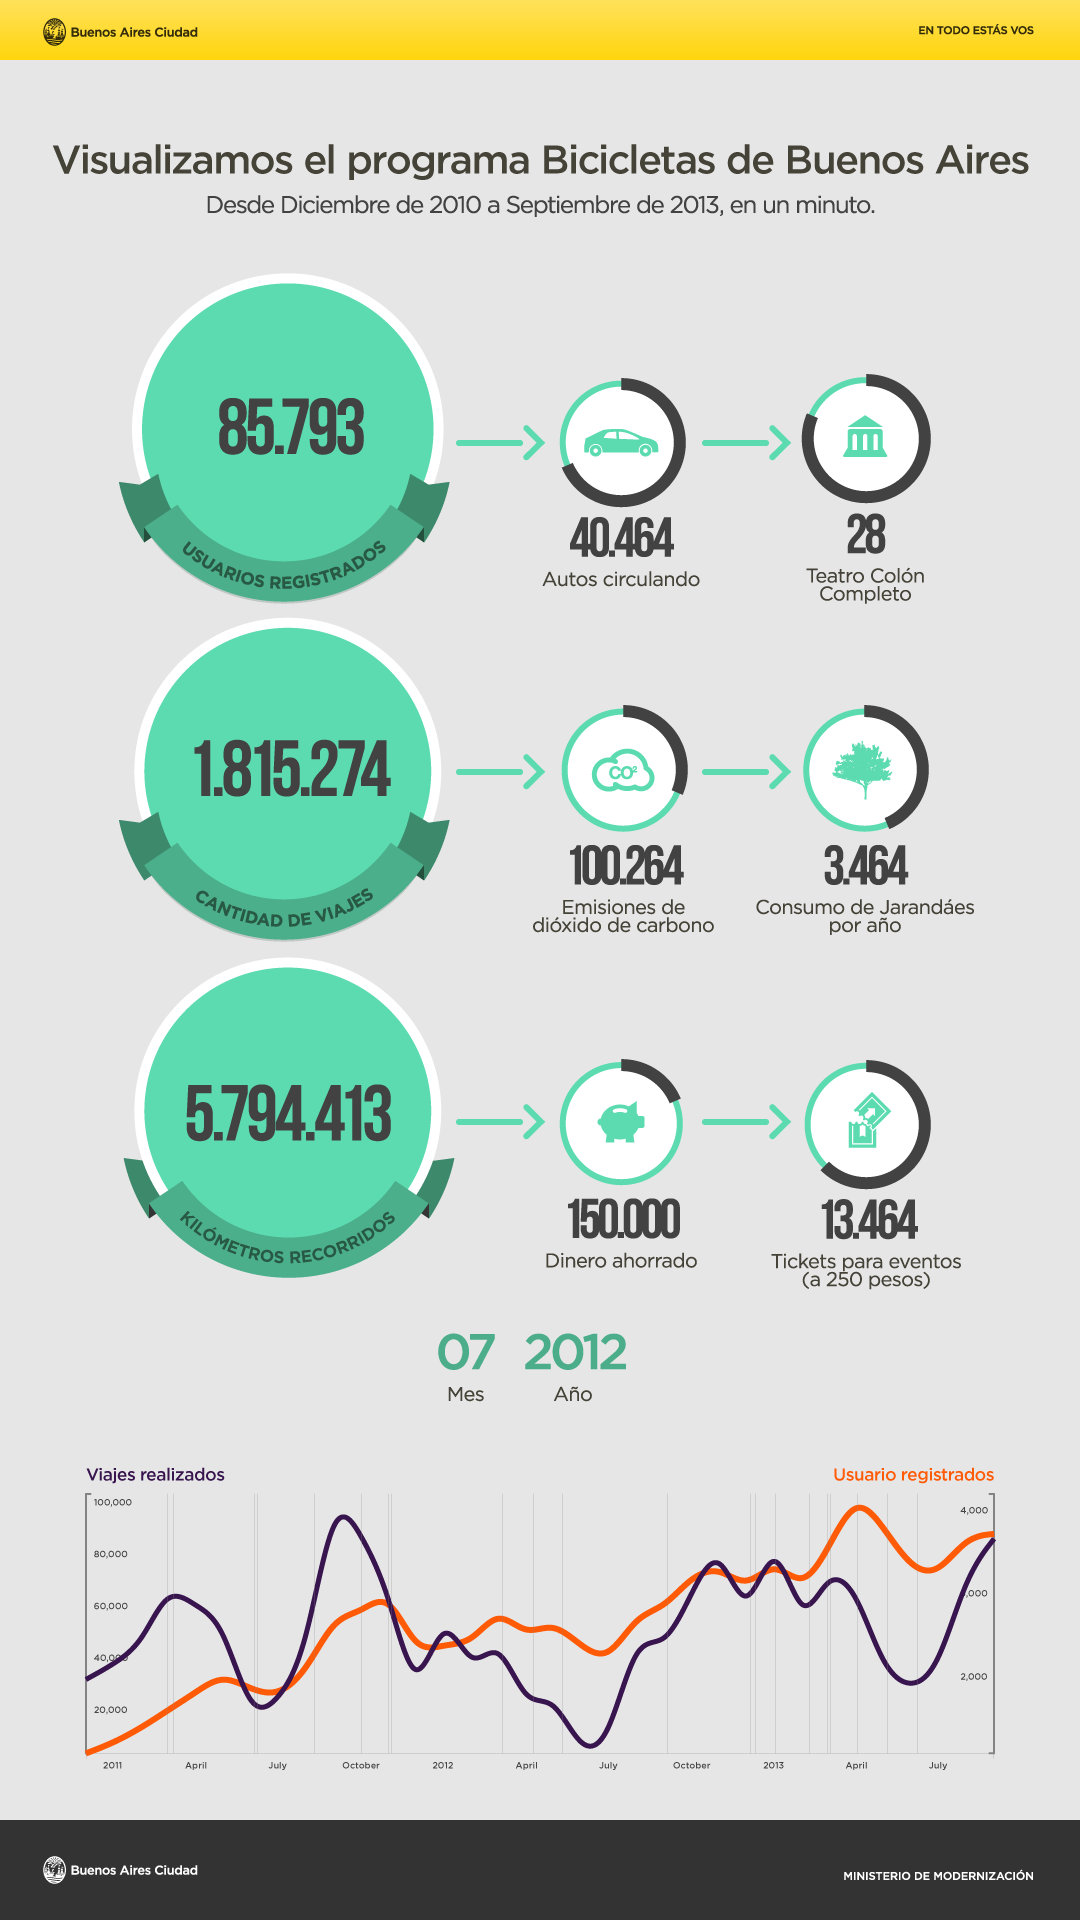 Buenos Aires Ciudad
EN TODO ESTÁS VOS
Visualizamos el programa Bicicletas de Buenos Aires
Desde Diciembre de 2010 a Septiembre de 2013, en un minuto.
85.793
USUARIOS REGISTRADOS
40.464
Autos circulando
28
Teatro Colón
Completo
1.815.274
CANTIDAD DE VIAJES
CO²
100.264
Emisiones de
dióxido de carbono
3.464
Consumo de Jarandáes
por año
5.794.413
KILÓMETROS RECORRIDOS
150.000
Dinero ahorrado
13.464
Tickets para eventos
(a 250 pesos)
07 2012
Mes Año
Viajes realizados
Usuario registrados
100,000
80,000
60,000
40,000
20,000
4,000
,000
2,000
2011 April July October 2012 April July October 2013 April July
Buenos Aires Ciudad
MINISTERIO DE MODERNIZACIÓN